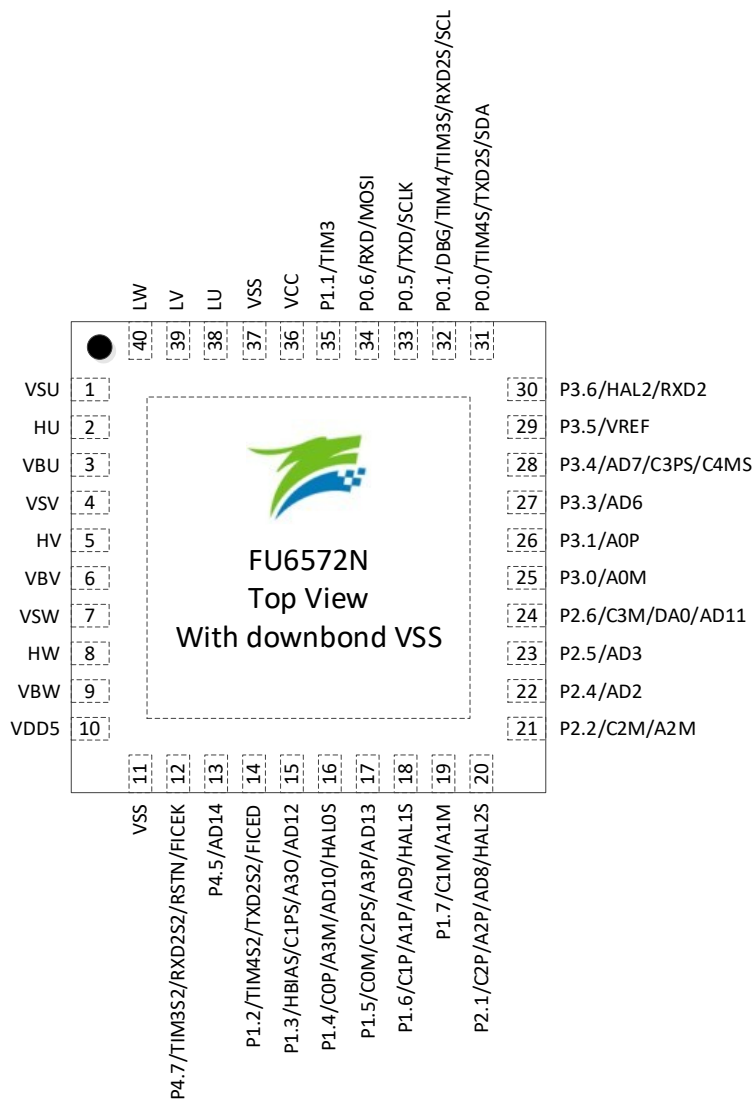 LW
LV
LU
VSS
VCC
P1.1/TIM3
P0.6/RXD/MOSI
P0.5/TXD/SCLK
P0.1/DBG/TIM4/TIM3S/RXD2S/SCL
P0.0/TIM4S/TXD2S/SDA
40
39
38
37
36
35
34
33
32
31
VSU 1
HU 2
VBU 3
VSV 4
HV 5
VBV 6
VSW 7
HW 8
VBW 9
VDD5 10
FU6572N
Top View
With downbond VSS
30 P3.6/HAL2/RXD2
29 P3.5/VREF
28 P3.4/AD7/C3PS/C4MS
27 P3.3/AD6
26 P3.1/A0P
25 P3.0/A0M
24 P2.6/C3M/DA0/AD11
23 P2.5/AD3
22 P2.4/AD2
21 P2.2/C2M/A2M
11
12
13
14
15
16
17
18
19
20
VSS
P4.7/TIM3S2/RXD2S2/RSTN/FICEK
P4.5/AD14
P1.2/TIM4S2/TXD2S2/FICED
P1.3/HBIAS/C1PS/A3O/AD12
P1.4/C0P/A3M/AD10/HAL0S
P1.5/C0M/C2PS/A3P/AD13
P1.6/C1P/A1P/AD9/HAL1S
P1.7/C1M/A1M
P2.1/C2P/A2P/AD8/HAL2S